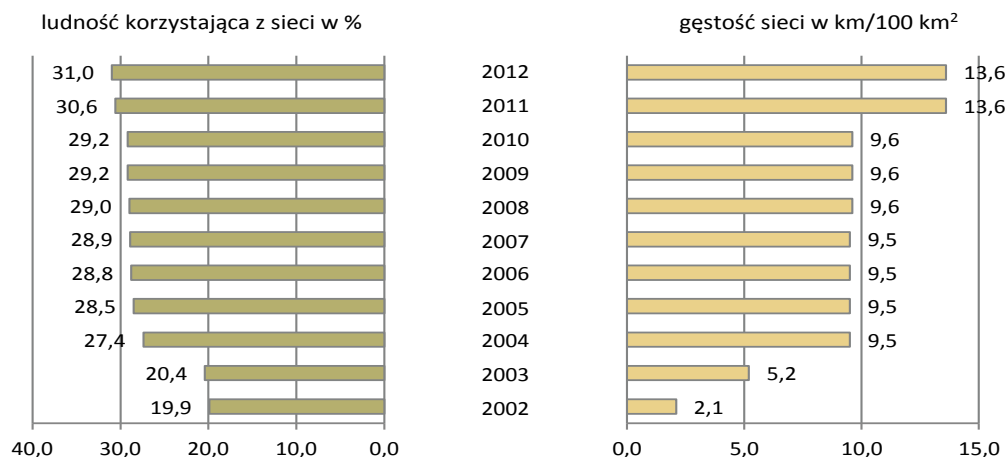 ludność korzystająca z sieci w % gęstość sieci w km/100 km²
31,0 2012 13,6
30,6 2011 13,6
29,2 2010 9,6
29,2 2009 9,6
29,0 2008 9,6
28,9 2007 9,5
28,8 2006 9,5
28,5 2005 9,5
27,4 2004 9,5
20,4 2003 5,2
19,9 2002 2,1
40,0 30,0 20,0 10,0 0,0 0,0 5,0 10,0 15,0